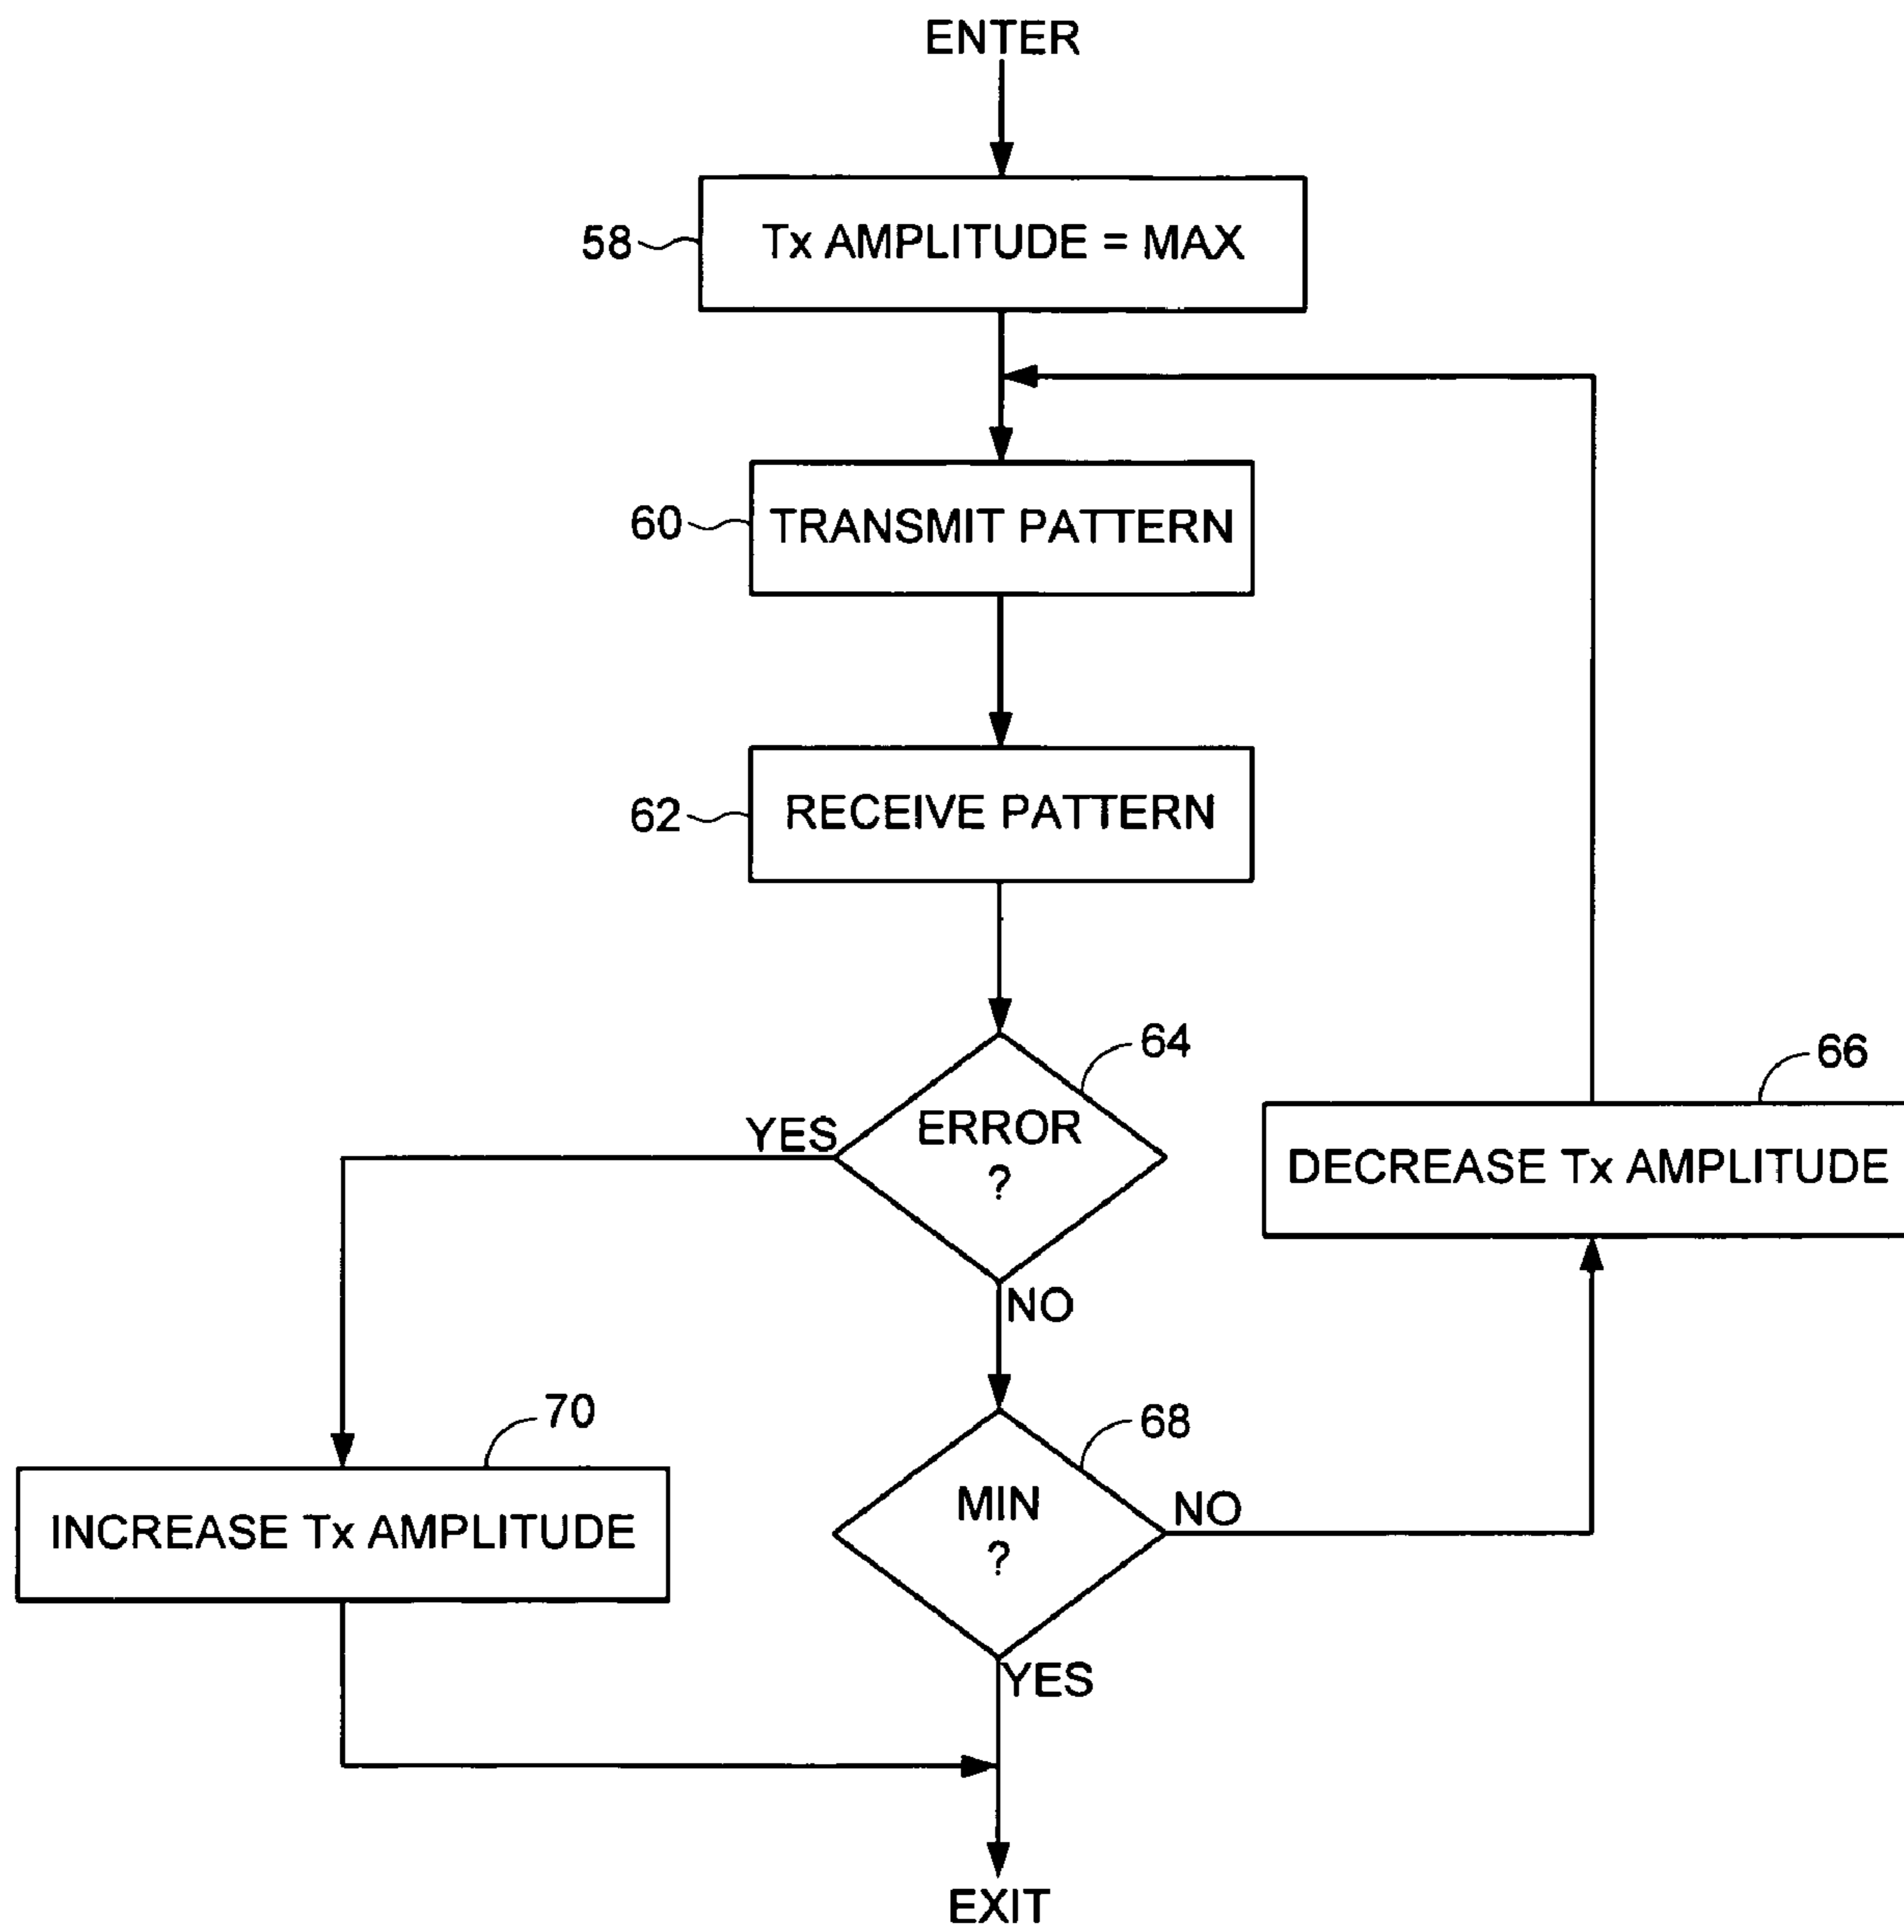 ENTER
58
Tx AMPLITUDE = MAX
60
TRANSMIT PATTERN
62
RECEIVE PATTERN
64
ERROR
?
YES
NO
66
DECREASE Tx AMPLITUDE
70
INCREASE Tx AMPLITUDE
68
MIN
?
NO
YES
EXIT